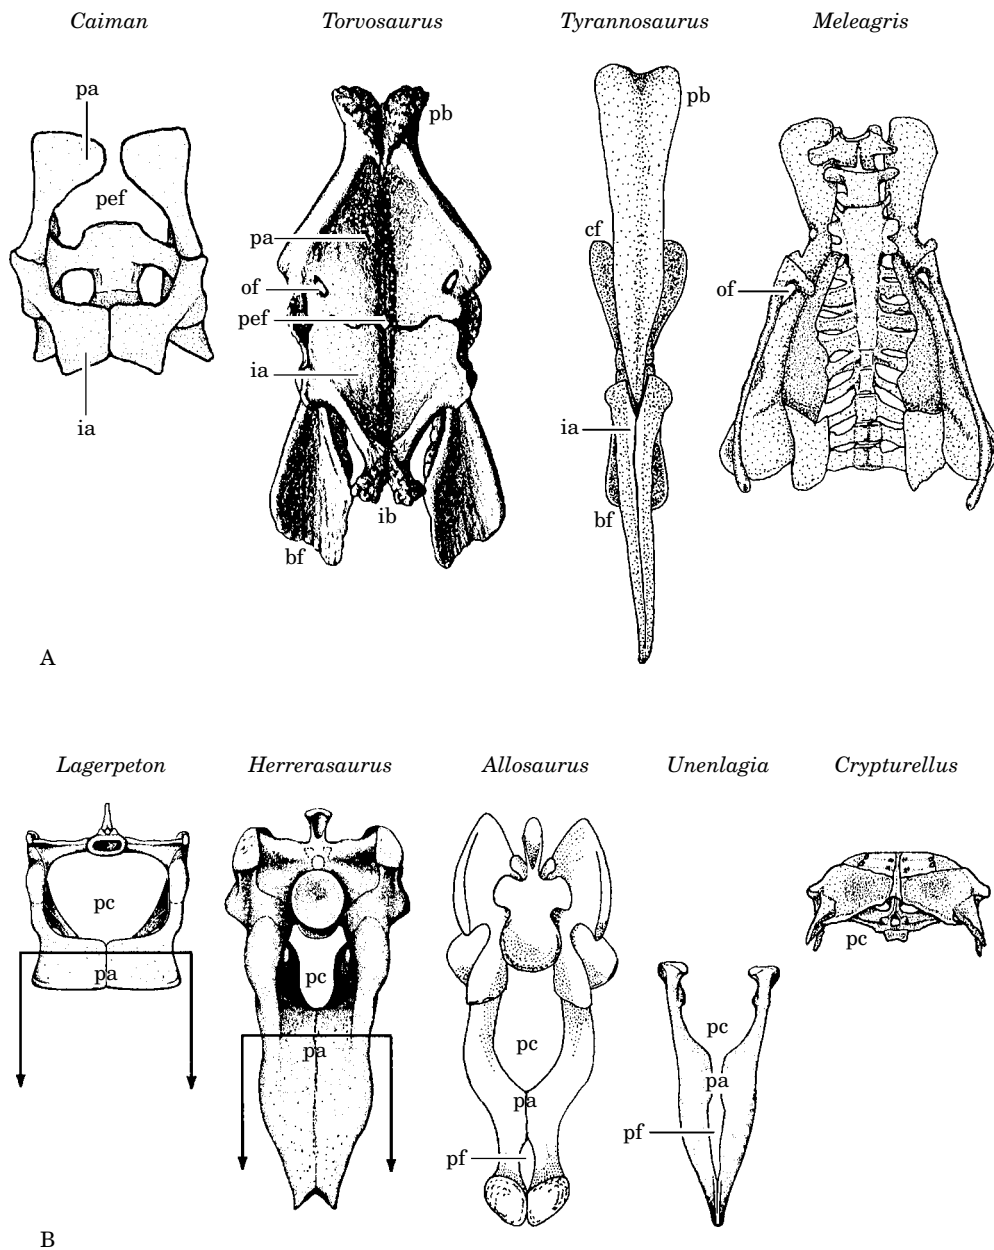 Caiman
Torvosaurus
Tyrannosaurus
Meleagris
pa
pef
ia
pb
pa
of
pef
ia
ib
bf
pb
cf
ia
bf
of
A
Lagerpeton
Herrerasaurus
Allosaurus
Unenlagia
Crypturellus
pc
pa
pc
pa
pc
pa
pf
pc
pa
pf
pc
B